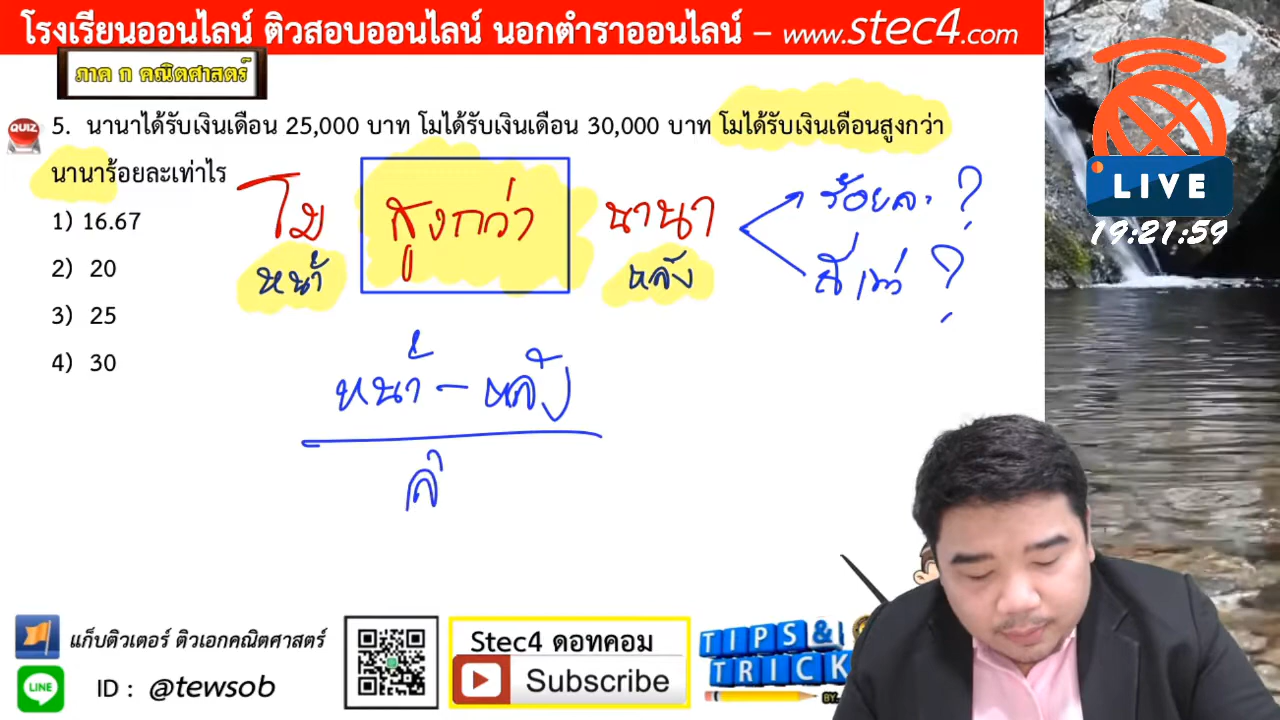 โรงเรียนออนไลน์ ติวสอบออนไลน์ นอกตำราออนไลน์ – www.stec4.com
ภาค ก คณิตศาสตร์
QUIZ
5. นานาได้รับเงินเดือน 25,000 บาท โมได้รับเงินเดือน 30,000 บาท โมได้รับเงินเดือนสูงกว่า
นานาร้อยละเท่าไร
LIVE
19:21:59
1) 16.67
2) 20
3) 25
4) 30
โม สูงกว่า นานา
หน้า หลัง
ร้อยละ ?
กี่เท่า ?
หน้า – หลัง
แก็บติวเตอร์ ติวเอกคณิตศาสตร์
LINE
ID : @tewsob
Stec4 ดอทคอม
Subscribe
TIPS &
TRICK
BY